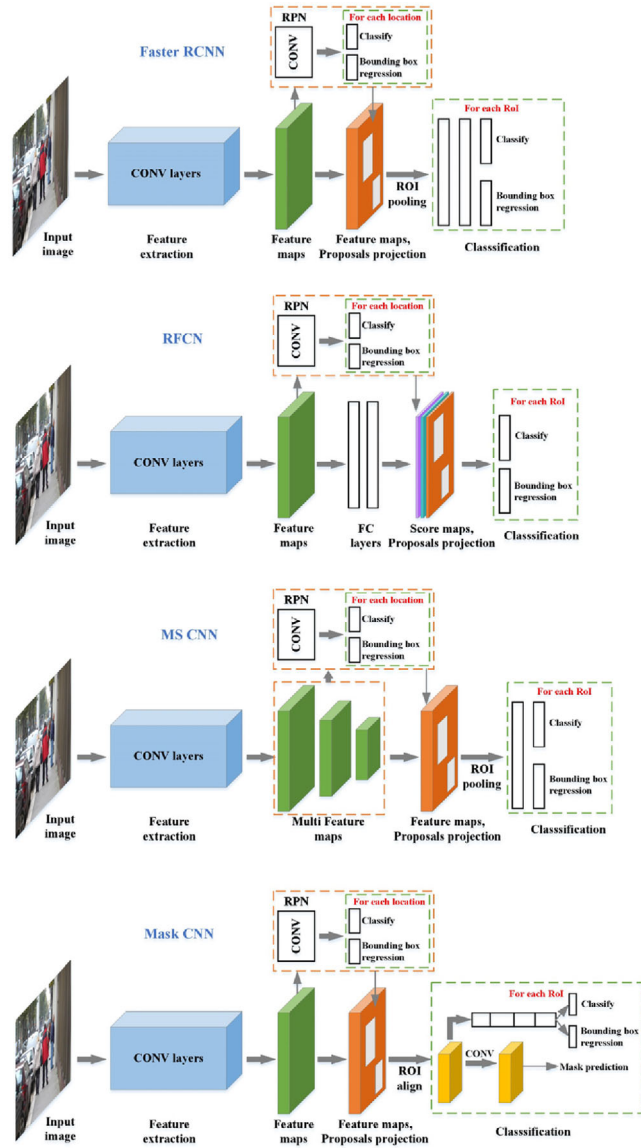 Faster RCNN
RPN
CONV
For each location
Classify
Bounding box
regression
CONV layers
ROI
pooling
For each RoI
Classify
Bounding box
regression
Input
image
Feature
extraction
Feature
maps
Feature maps,
Proposals projection
Classsification
RFCN
RPN
CONV
For each location
Classify
Bounding box
regression
CONV layers
For each RoI
Classify
Bounding box
regression
Input
image
Feature
extraction
Feature
maps
FC
layers
Score maps,
Proposals projection
Classsification
MS CNN
RPN
CONV
For each location
Classify
Bounding box
regression
CONV layers
ROI
pooling
For each RoI
Classify
Bounding box
regression
Input
image
Feature
extraction
Multi Feature
maps
Feature maps,
Proposals projection
Classsification
Mask CNN
RPN
CONV
For each location
Classify
Bounding box
regression
CONV layers
ROI
align
For each RoI
Classify
Bounding box
regression
CONV
Mask prediction
Input
image
Feature
extraction
Feature
maps
Feature maps,
Proposals projection
Classsification